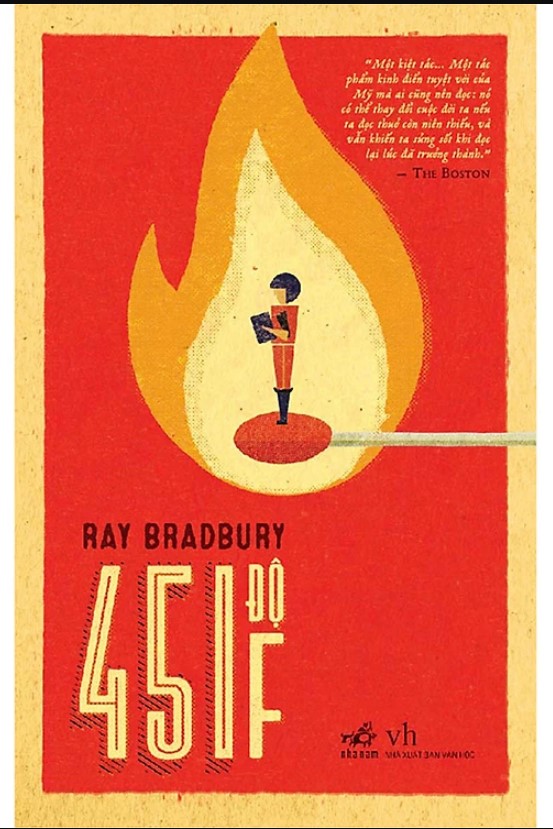 "Một kiệt tác... Một tác
phẩm kinh điển tuyệt vời của
Mỹ mà ai cũng nên đọc: nó
có thể thay đổi cuộc đời ta nếu
ta đọc thuở còn niên thiếu, và
vẫn khiến ta sửng sốt khi đọc
lại lúc đã trưởng thành."
– THE BOSTON
RAY BRADBURY
451 ĐỘ F
nhã nam
vh
NHÀ XUẤT BẢN VĂN HỌC